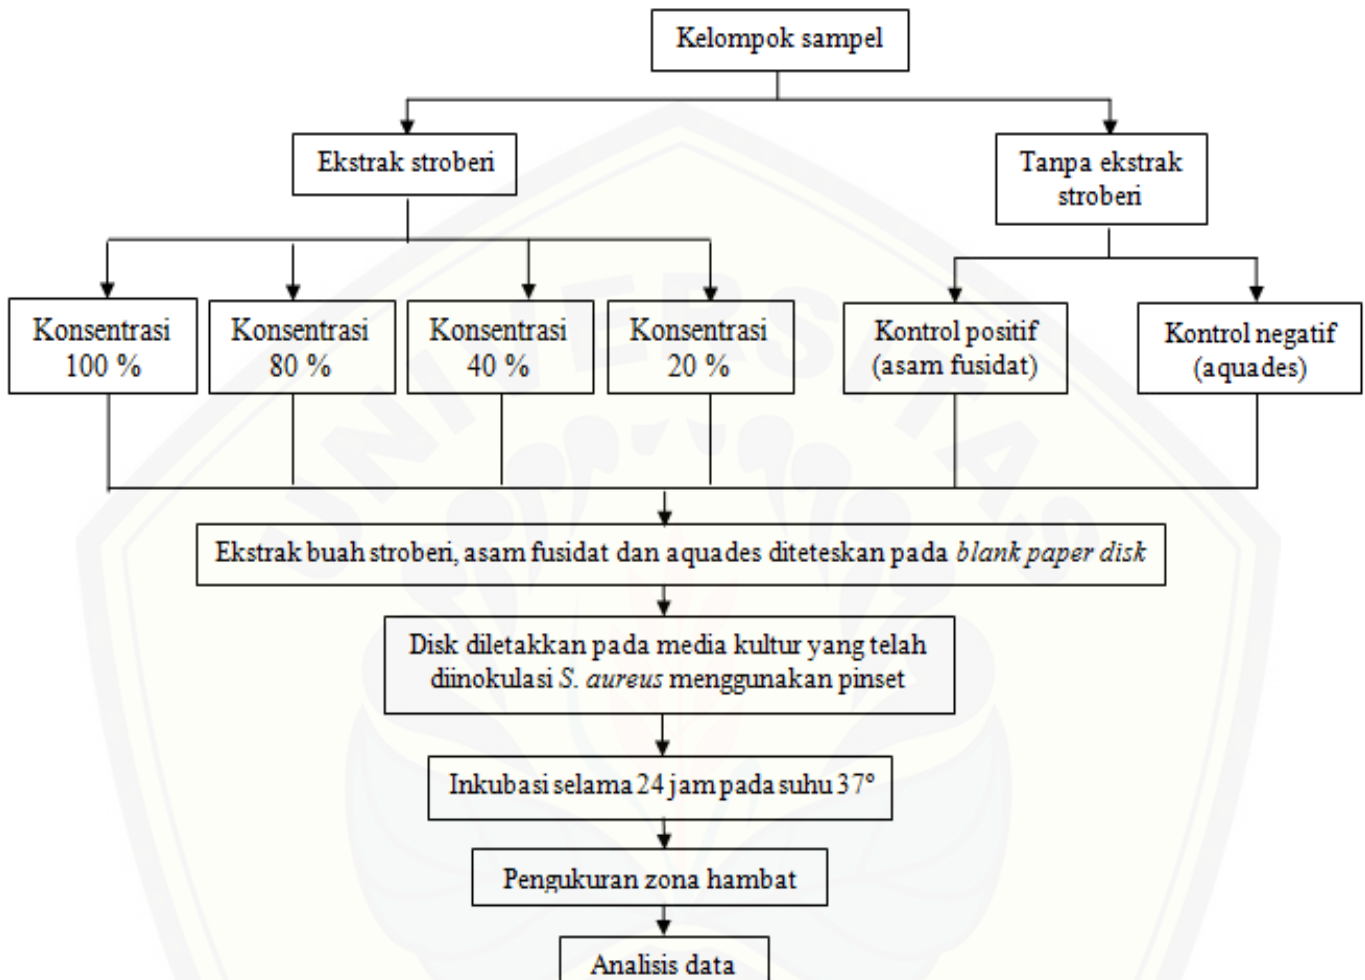 Kelompok sampel
Ekstrak stroberi
Tanpa ekstrak
stroberi
Konsentrasi
100 %
Konsentrasi
80 %
Konsentrasi
40 %
Konsentrasi
20 %
Kontrol positif
(asam fusidat)
Kontrol negatif
(aquades)
UNIVERSITAS
Ekstrak buah stroberi, asam fusidat dan aquades diteteskan pada blank paper disk
Disk diletakkan pada media kultur yang telah
diinokulasi S. aureus menggunakan pinset
Inkubasi selama 24 jam pada suhu 37°
Pengukuran zona hambat
Analisis data